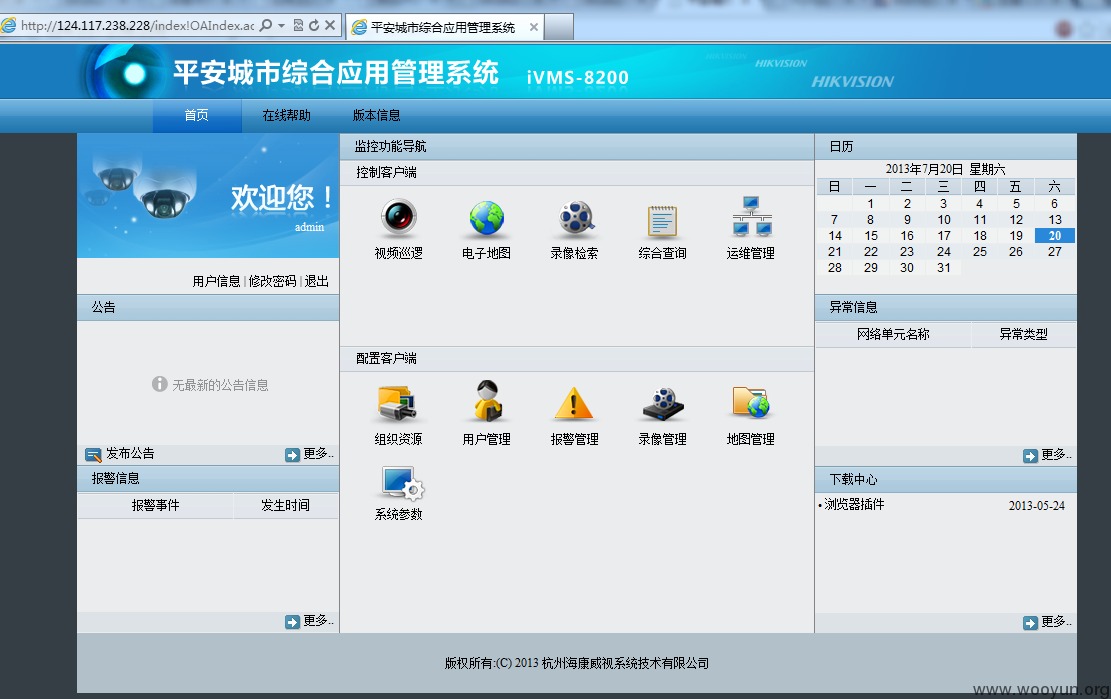 http://124.117.238.228/index!OAIndex.ac
平安城市综合应用管理系统
平安城市综合应用管理系统 iVMS-8200
HIKVISION
HIKVISION
HIKVISION
首页 在线帮助 版本信息
欢迎您！
admin
用户信息 | 修改密码 | 退出
公告
无最新的公告信息
发布公告 更多..
报警信息
报警事件 发生时间
更多..
监控功能导航
控制客户端
视频巡逻 电子地图 录像检索 综合查询 运维管理
配置客户端
组织资源 用户管理 报警管理 录像管理 地图管理
系统参数
日历
2013年7月20日 星期六
日 一 二 三 四 五 六
1 2 3 4 5 6
7 8 9 10 11 12 13
14 15 16 17 18 19 20
21 22 23 24 25 26 27
28 29 30 31
异常信息
网络单元名称 异常类型
更多..
下载中心
•浏览器插件 2013-05-24
更多..
版权所有:(C) 2013 杭州海康威视系统技术有限公司
www.wooyun.org